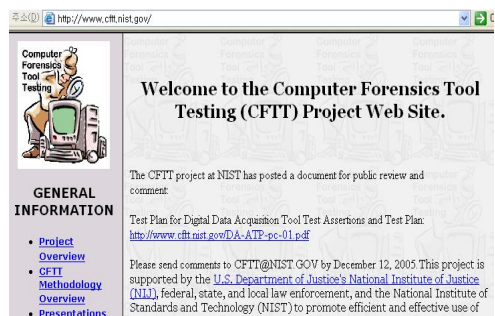 주소(D) http://www.cftt.nist.gov/
Computer
Forensics
Tool
Testing
GENERAL
INFORMATION
Project
Overview
CFTT
Methodology
Overview
Presentations
Welcome to the Computer Forensics Tool
Testing (CFTT) Project Web Site.
The CFTT project at NIST has posted a document for public review and
comment:
Test Plan for Digital Data Acquisition Tool Test Assertions and Test Plan:
http://www.cftt.nist.gov/DA-ATP-pc-01.pdf
Please send comments to CFTT@NIST.GOV by December 12, 2005.This project is
supported by the U.S. Department of Justice's National Institute of Justice
(NIJ), federal, state, and local law enforcement, and the National Institute of
Standards and Technology (NIST) to promote efficient and effective use of